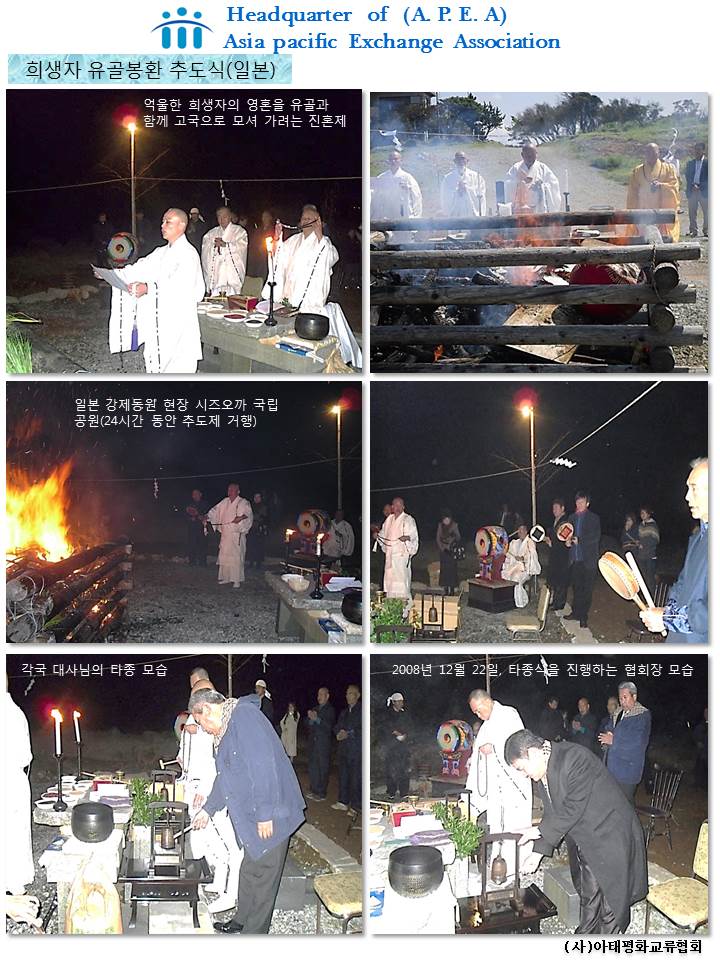 Headquarter of (A. P. E. A)
Asia pacific Exchange Association
희생자 유골봉환 추도식(일본)
억울한 희생자의 영혼을 유골과
함께 고국으로 모셔 가려는 진혼제
일본 강제동원 현장 시즈오까 국립
공원(24시간 동안 추도제 거행)
각국 대사님의 타종 모습
2008년 12월 22일, 타종식을 진행하는 협회장 모습
(사)아태평화교류협회